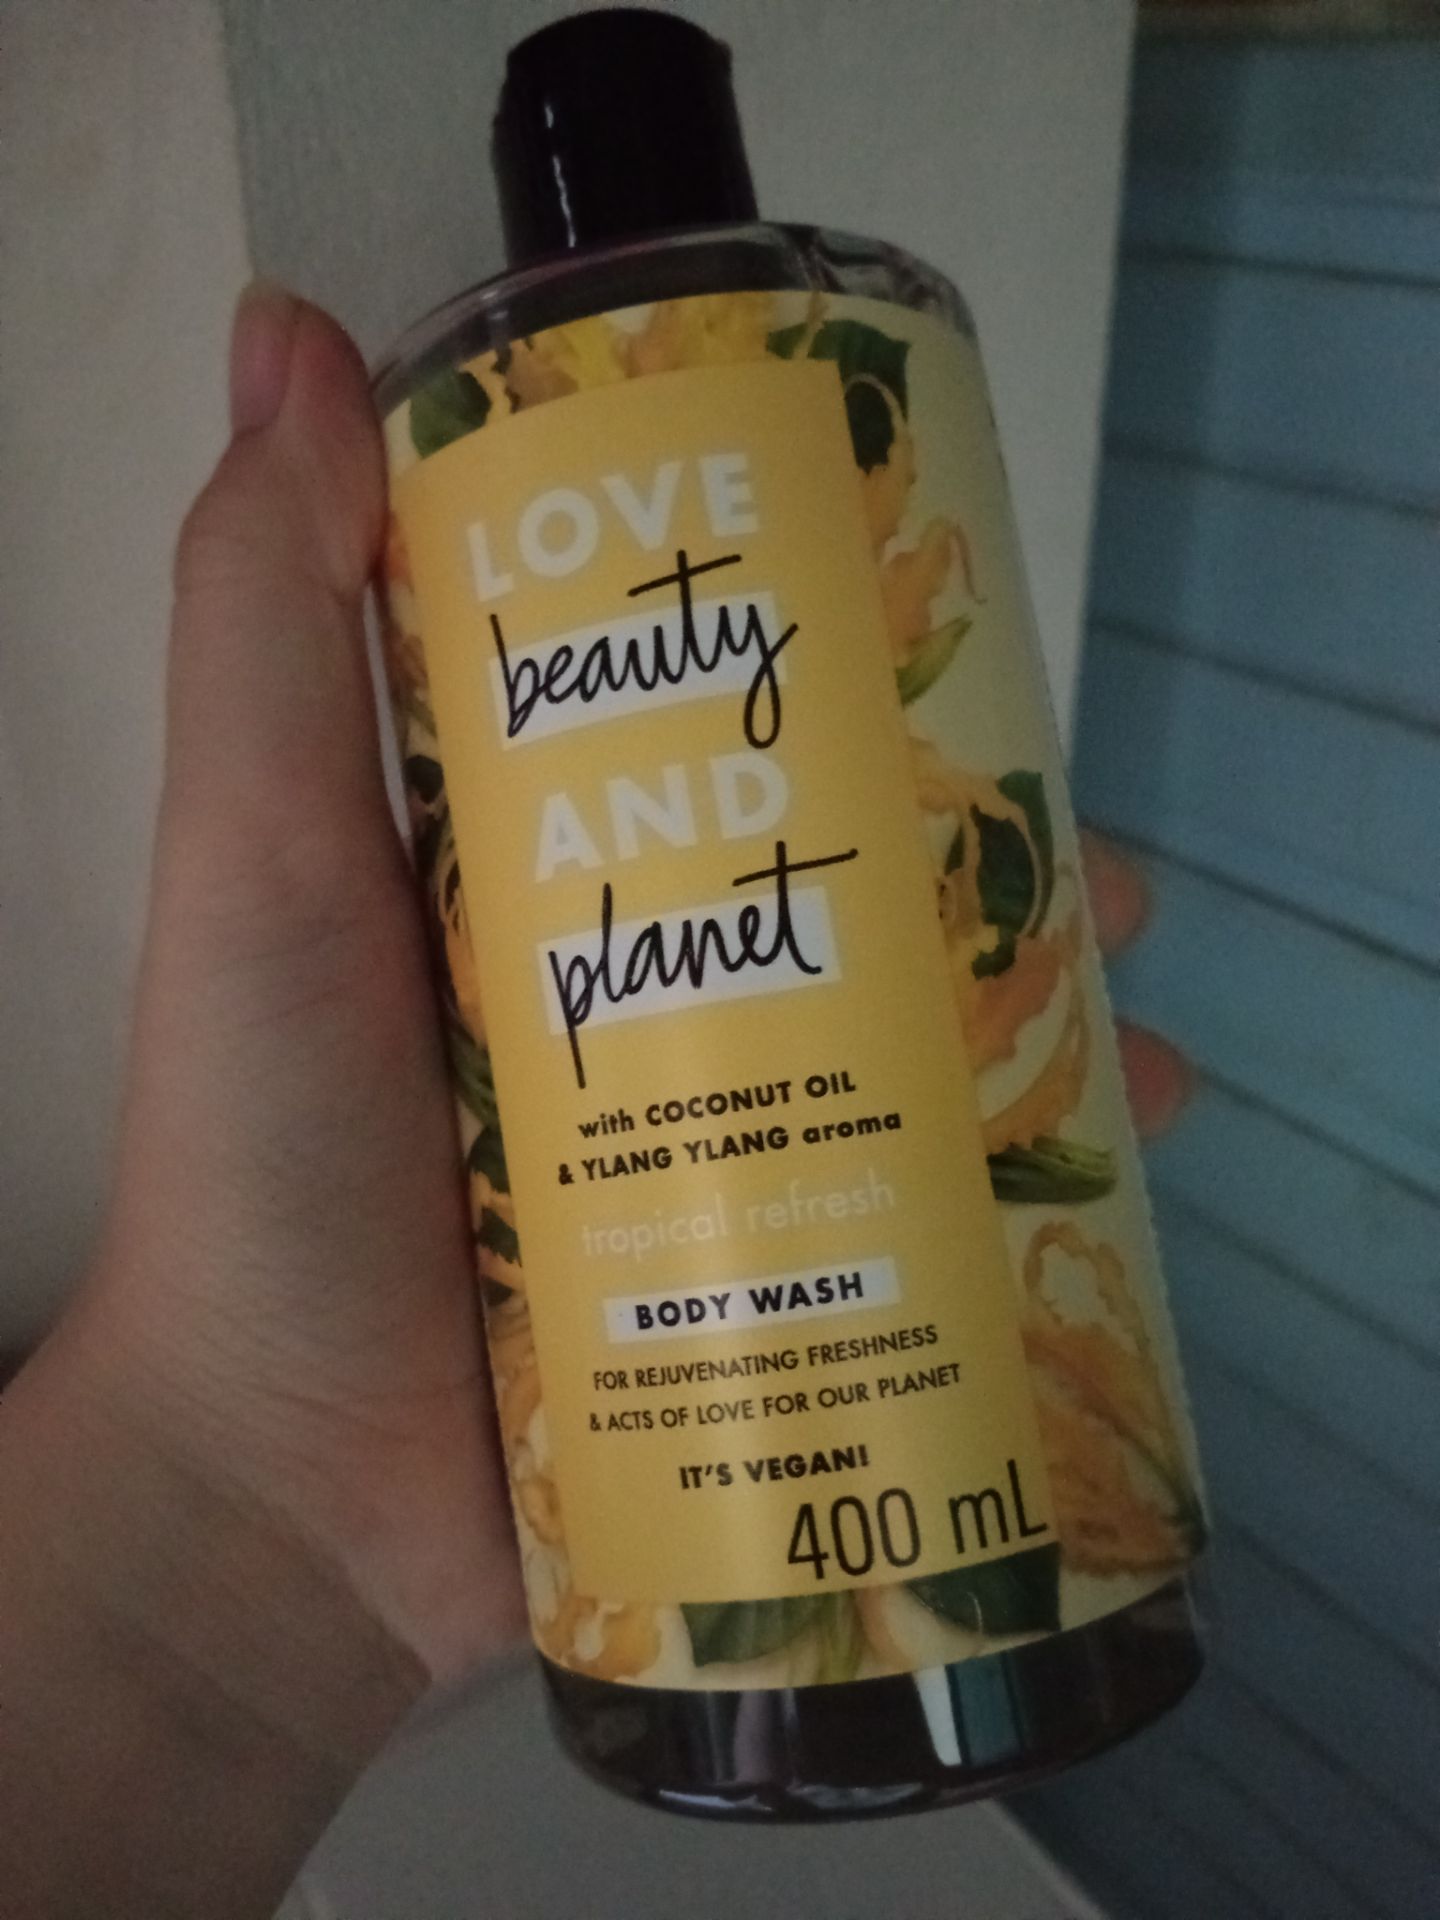 LOVE
beauty
AND
planet
with COCONUT OIL
& YLANG YLANG aroma
tropical refresh
BODY WASH
FOR REJUVENATING FRESHNESS
& ACTS OF LOVE FOR OUR PLANET
IT'S VEGAN!
400 mL